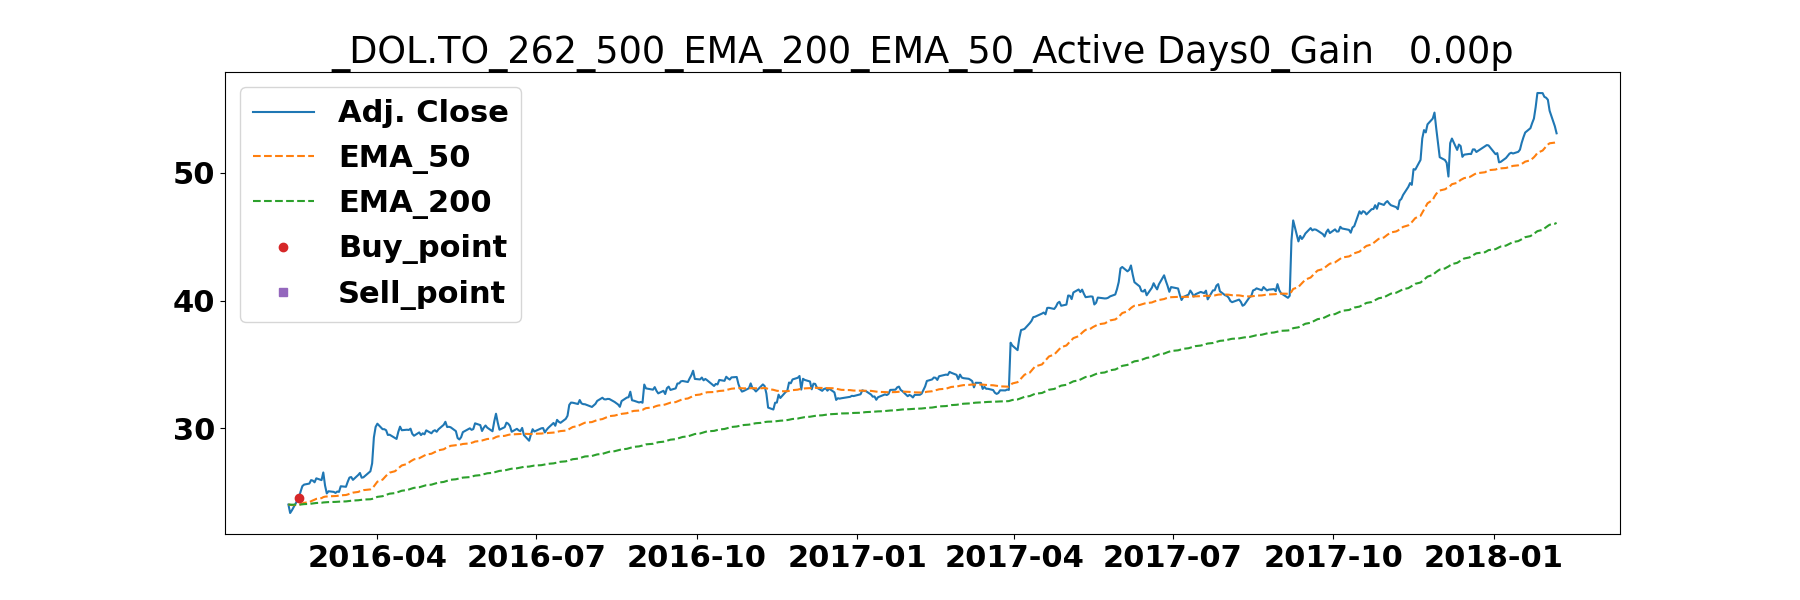 _DOL.TO_262_500_EMA_200_EMA_50_Active Days0_Gain   0.00p
Adj. Close
EMA_50
EMA_200
Buy_point
Sell_point
50
40
30
2016-04 2016-07 2016-10 2017-01 2017-04 2017-07 2017-10 2018-01